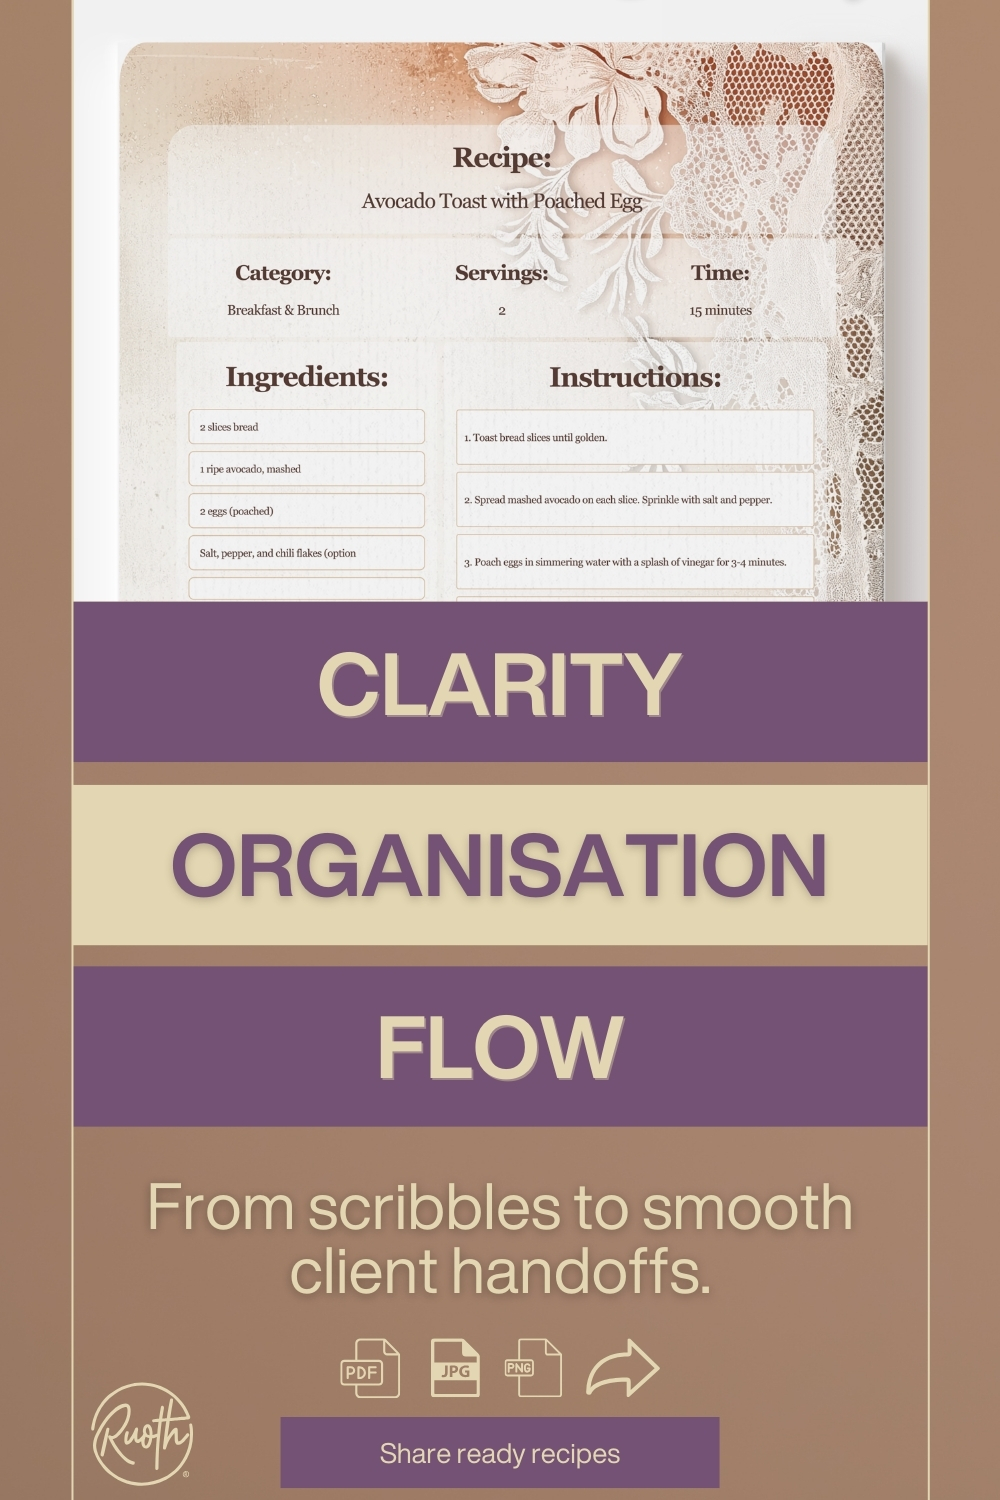 Recipe:
Avocado Toast with Poached Egg
Category:
Servings:
Time:
Breakfast & Brunch
2
15 minutes
Ingredients:
Instructions:
2 slices bread
1 ripe avocado, mashed
2 eggs (poached)
Salt, pepper, and chili flakes (option
1. Toast bread slices until golden.
2. Spread mashed avocado on each slice. Sprinkle with salt and pepper.
3. Poach eggs in simmering water with a splash of vinegar for 3-4 minutes.
CLARITY
ORGANISATION
FLOW
From scribbles to smooth
client handoffs.
PDF
JPG
PNG
Ruoth
®
Share ready recipes